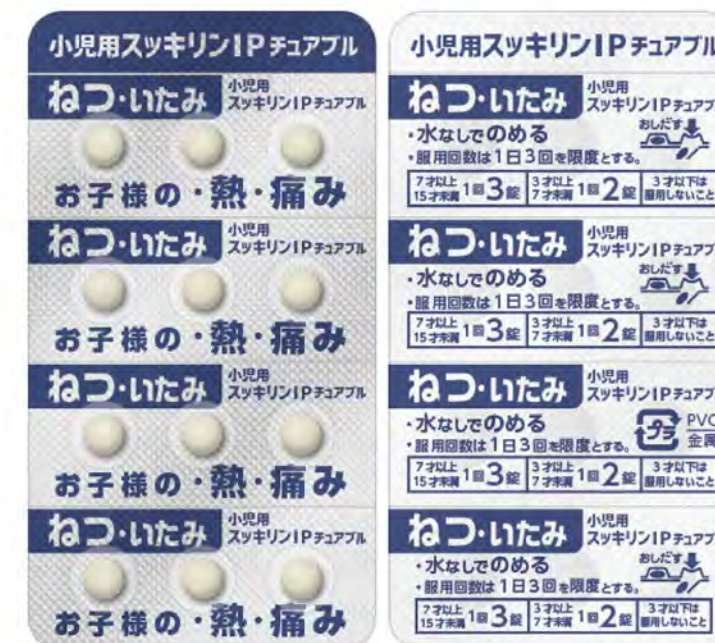 小児用スッキリンIPチュアブル
ねつ・いたみ 小児用
スッキリンIPチュアブル
お子様の・熱・痛み
ねつ・いたみ 小児用
スッキリンIPチュアブル
お子様の・熱・痛み
ねつ・いたみ 小児用
スッキリンIPチュアブル
お子様の・熱・痛み
ねつ・いたみ 小児用
スッキリンIPチュアブル
お子様の・熱・痛み
小児用スッキリンIPチュアブル
ねつ・いたみ 小児用
スッキリンIPチュアブ
・水なしでのめる おしだす
・服用回数は1日3回を限度とする。
7才以上15才未満 1回3錠 3才以上7才未満 1回2錠 3才以下は服用しないこと
ねつ・いたみ 小児用
スッキリンIPチュアブ
・水なしでのめる おしだす
・服用回数は1日3回を限度とする。
7才以上15才未満 1回3錠 3才以上7才未満 1回2錠 3才以下は服用しないこと
ねつ・いたみ 小児用
スッキリンIPチュアブ
・水なしでのめる プラ PVC
・服用回数は1日3回を限度とする。 金属
7才以上15才未満 1回3錠 3才以上7才未満 1回2錠 3才以下は服用しないこと
ねつ・いたみ 小児用
スッキリンIPチュアブ
・水なしでのめる おしだす
・服用回数は1日3回を限度とする。
7才以上15才未満 1回3錠 3才以上7才未満 1回2錠 3才以下は服用しないこと